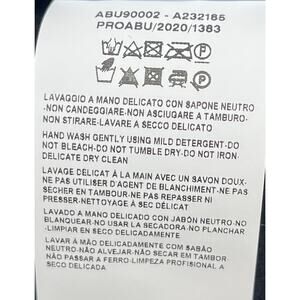 ABU90002 - A232165
PROABU/2020/1383
P
P
LAVAGGIO A MANO DELICATO CON SAPONE NEUTRO
-NON CANDEGGIARE-NON ASCIUGARE A TAMBURO-
NON STIRARE-LAVARE A SECCO DELICATO
HAND WASH GENTLY USING MILD DETERGENT-DO
NOT BLEACH-DO NOT TUMBLE DRY-DO NOT IRON-
DELICATE DRY CLEAN
LAVAGE DÉLICAT À LA MAIN AVEC UN SAVON DOUX-
NE PAS UTILISER D'AGENT DE BLANCHIMENT-NE PAS
SÉCHER EN TAMBOUR-NE PAS REPASSER NI
PRESSER-NETTOYAGE À SEC DÉLICAT
LAVADO A MANO DELICADO CON JABÓN NEUTRO-NO
BLANQUEAR-NO USAR LA SECADORA-NO PLANCHAR
-LIMPIAR EN SECO DELICADAMENTE
LAVAR À MÃO DELICADAMENTE COM SABÃO
NEUTRO-NÃO ALVEJAR-NÃO SECAR EM TAMBOR
NÃO PASSAR A FERRO-LIMPEZA PROFISIONAL A
SECO DELICADA